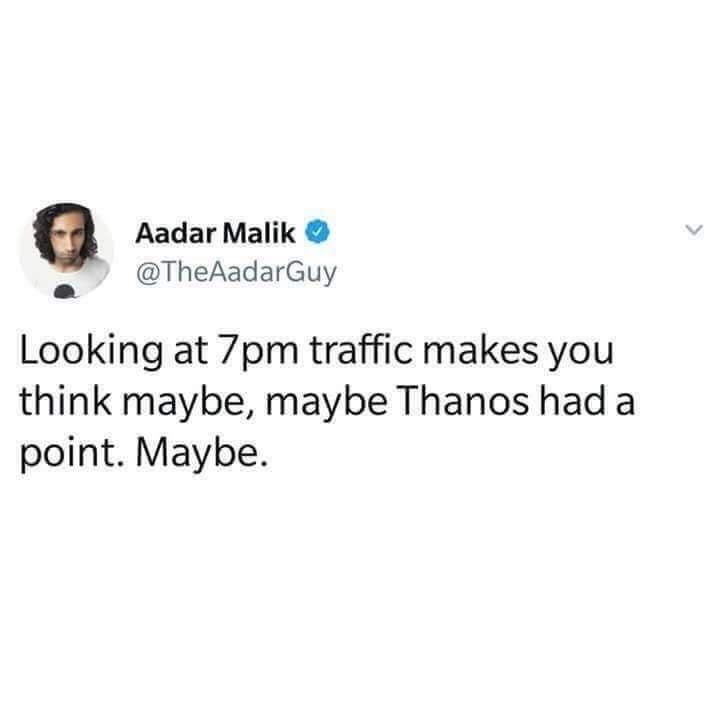 Aadar Malik
@TheAadarGuy
Looking at 7pm traffic makes you
think maybe, maybe Thanos had a
point. Maybe.